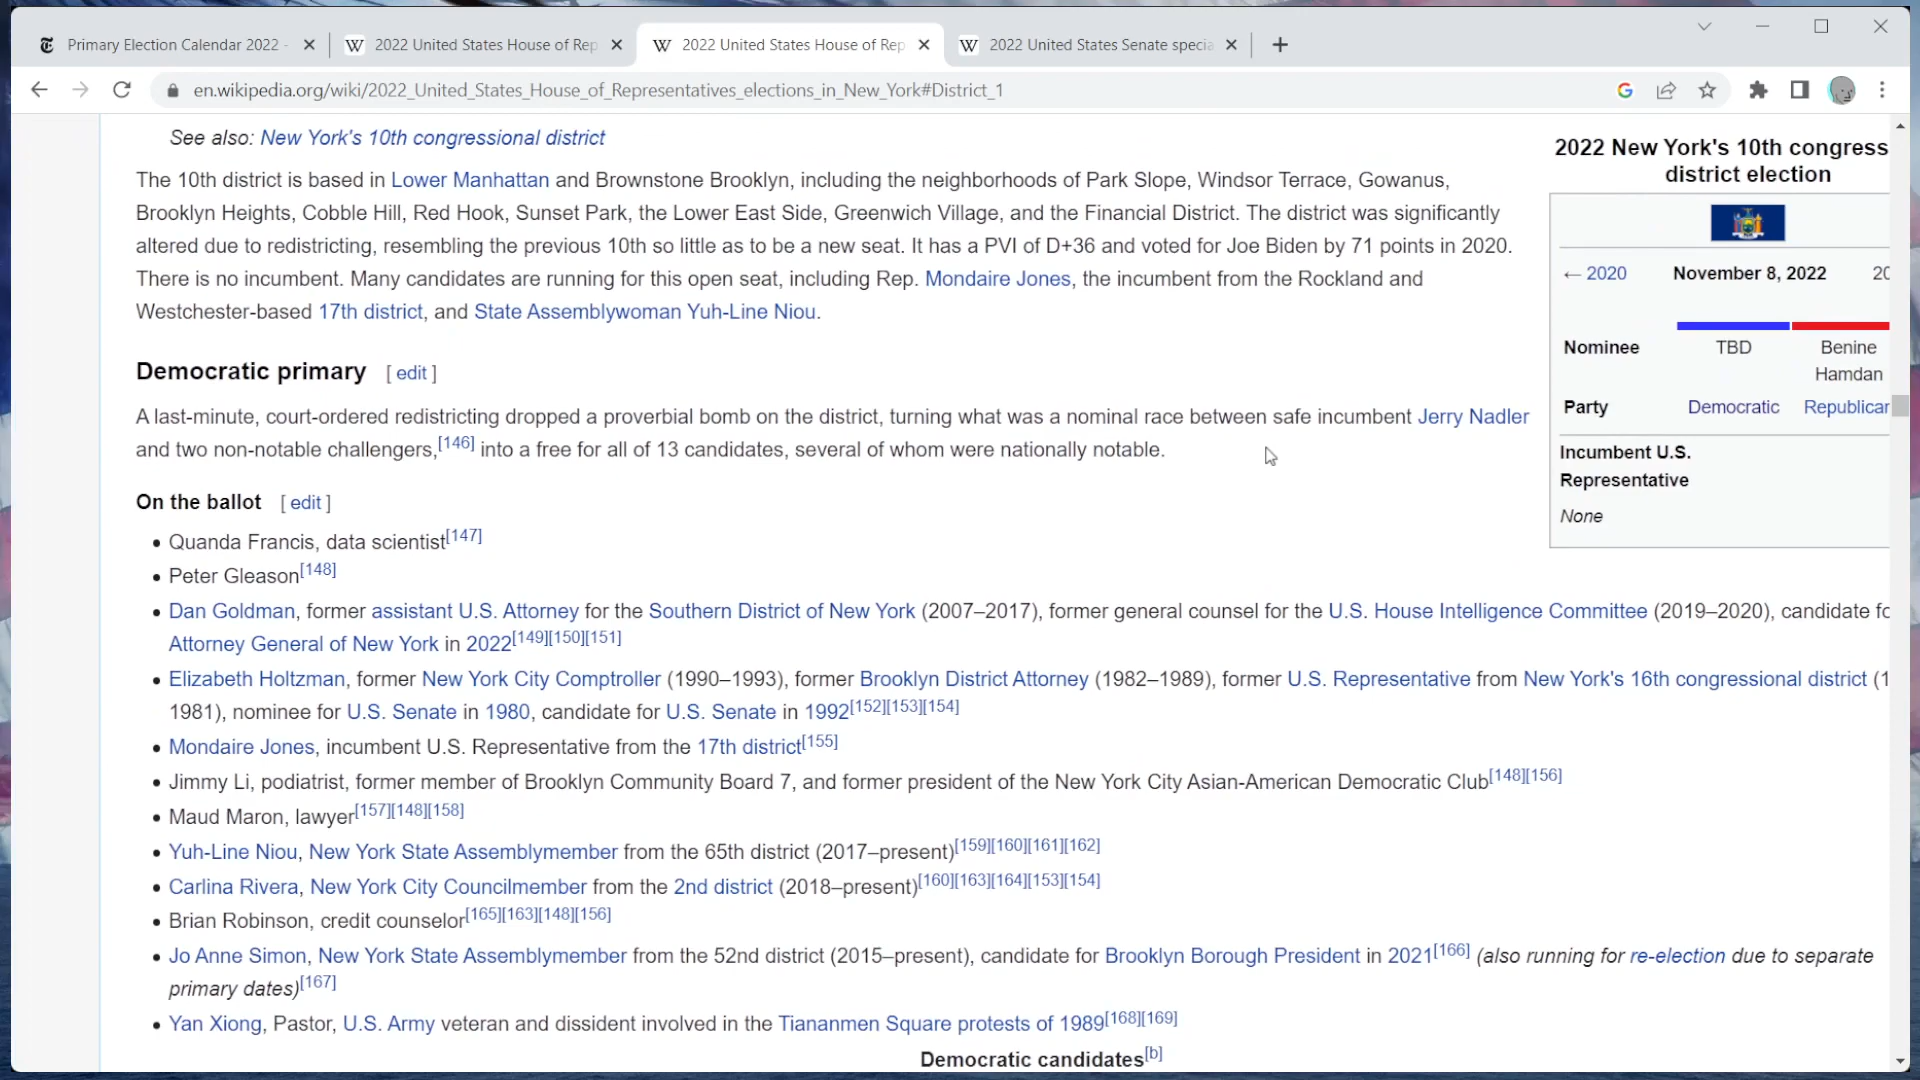 Primary Election Calendar 2022 -
2022 United States House of Rep
2022 United States House of Rep
2022 United States Senate specia
en.wikipedia.org/wiki/2022_United_States_House_of_Representatives_elections_in_New_York#District_1
See also: New York's 10th congressional district
The 10th district is based in Lower Manhattan and Brownstone Brooklyn, including the neighborhoods of Park Slope, Windsor Terrace, Gowanus,
Brooklyn Heights, Cobble Hill, Red Hook, Sunset Park, the Lower East Side, Greenwich Village, and the Financial District. The district was significantly
altered due to redistricting, resembling the previous 10th so little as to be a new seat. It has a PVI of D+36 and voted for Joe Biden by 71 points in 2020.
There is no incumbent. Many candidates are running for this open seat, including Rep. Mondaire Jones, the incumbent from the Rockland and
Westchester-based 17th district, and State Assemblywoman Yuh-Line Niou.
2022 New York's 10th congress
district election
← 2020 November 8, 2022 20
Nominee TBD Benine
Hamdan
Party Democratic Republican
Incumbent U.S.
Representative
None
Democratic primary [ edit ]
A last-minute, court-ordered redistricting dropped a proverbial bomb on the district, turning what was a nominal race between safe incumbent Jerry Nadler
and two non-notable challengers,[146] into a free for all of 13 candidates, several of whom were nationally notable.
On the ballot [ edit ]
• Quanda Francis, data scientist[147]
• Peter Gleason[148]
• Dan Goldman, former assistant U.S. Attorney for the Southern District of New York (2007–2017), former general counsel for the U.S. House Intelligence Committee (2019–2020), candidate fo
Attorney General of New York in 2022[149][150][151]
• Elizabeth Holtzman, former New York City Comptroller (1990–1993), former Brooklyn District Attorney (1982–1989), former U.S. Representative from New York's 16th congressional district (1
1981), nominee for U.S. Senate in 1980, candidate for U.S. Senate in 1992[152][153][154]
• Mondaire Jones, incumbent U.S. Representative from the 17th district[155]
• Jimmy Li, podiatrist, former member of Brooklyn Community Board 7, and former president of the New York City Asian-American Democratic Club[148][156]
• Maud Maron, lawyer[157][148][158]
• Yuh-Line Niou, New York State Assemblymember from the 65th district (2017–present)[159][160][161][162]
• Carlina Rivera, New York City Councilmember from the 2nd district (2018–present)[160][163][164][153][154]
• Brian Robinson, credit counselor[165][163][148][156]
• Jo Anne Simon, New York State Assemblymember from the 52nd district (2015–present), candidate for Brooklyn Borough President in 2021[166] (also running for re-election due to separate
primary dates)[167]
• Yan Xiong, Pastor, U.S. Army veteran and dissident involved in the Tiananmen Square protests of 1989[168][169]
Democratic candidates[b]